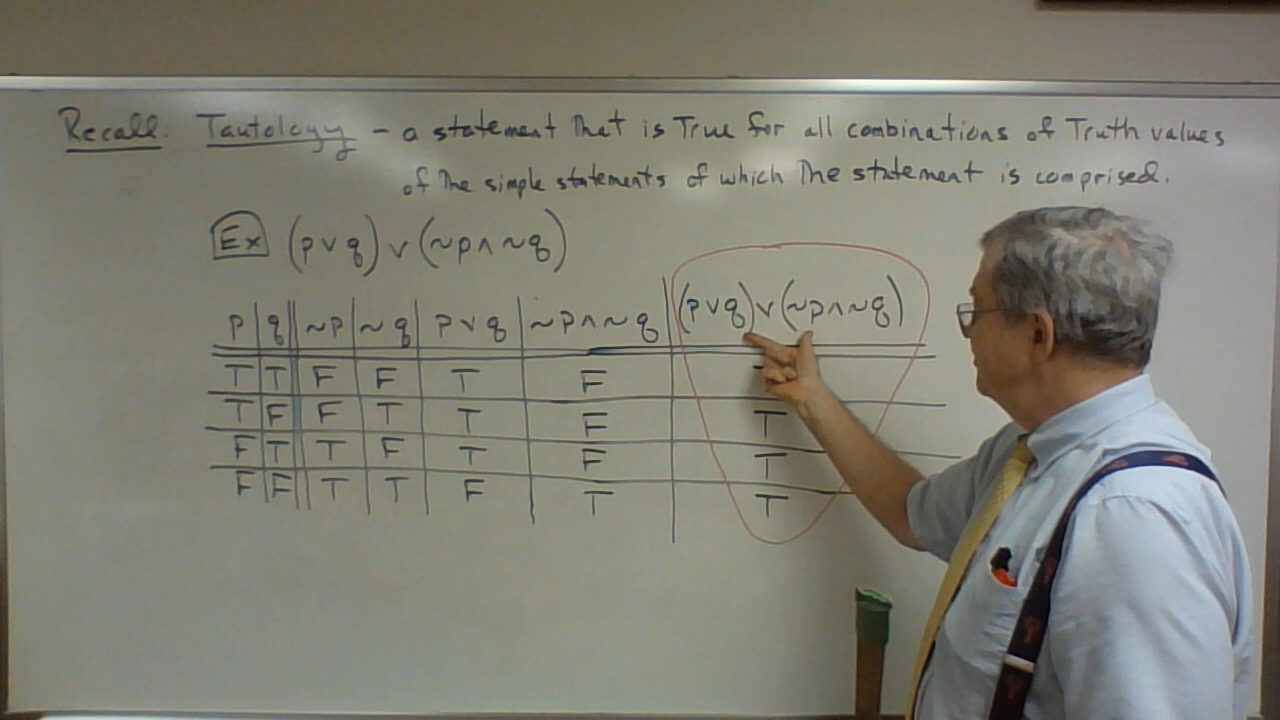 Recall: Tautology - a statement that is True for all combinations of Truth values
of the simple statements of which the statement is comprised.
Ex (p ∨ q) ∨ (~p ∧ ~q)
p q ~p ~q p ∨ q ~p ∧ ~q (p ∨ q) ∨ (~p ∧ ~q)
T T F F T F
T F F T T F T
F T T F T F T
F F T T F T T